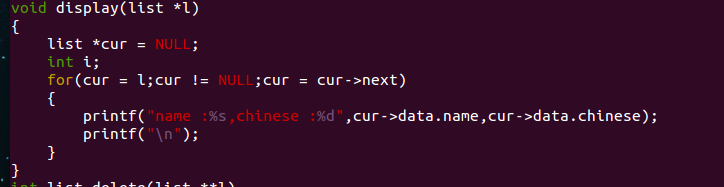 void display(list *l)
{
    list *cur = NULL;
    int i;
    for(cur = l;cur != NULL;cur = cur->next)
    {
        printf("name :%s,chinese :%d",cur->data.name,cur->data.chinese);
        printf("\n");
    }
}
int list_delete(list **l)